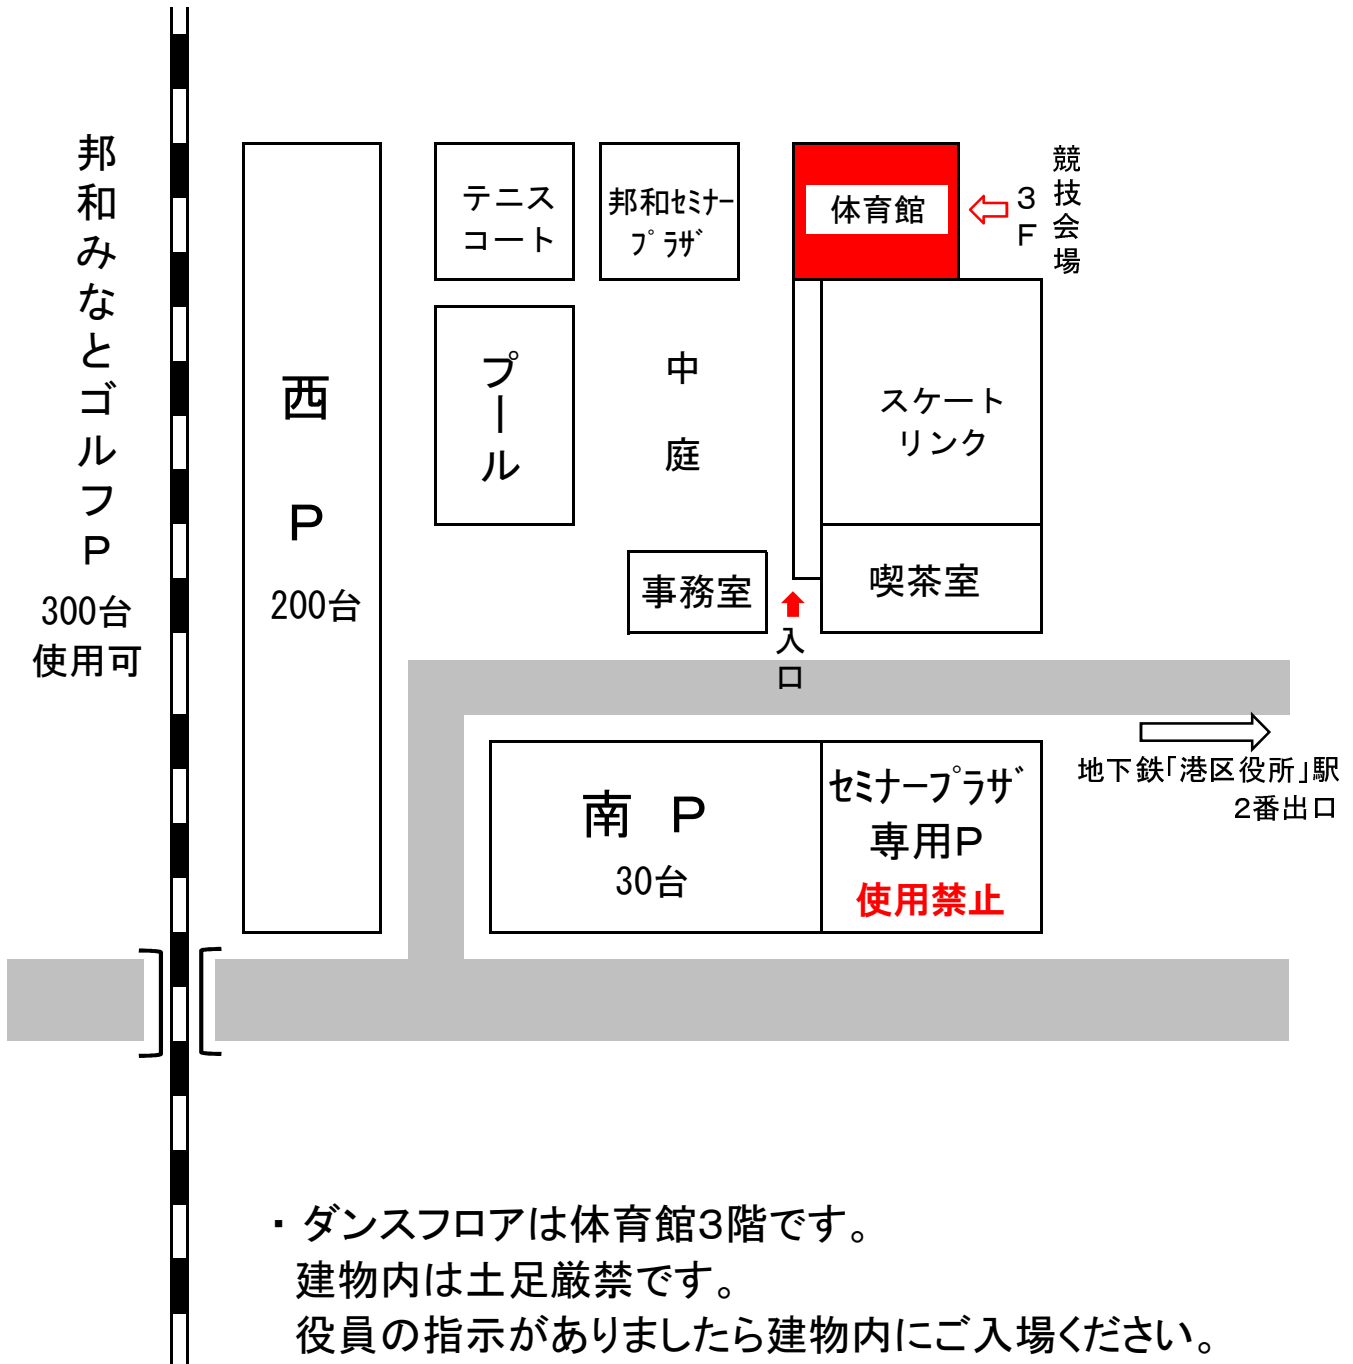 邦和みなとゴルフP
300台
使用可
西P
200台
テニス
コート
邦和ｾﾐﾅｰ
ﾌﾟﾗｻﾞ
体育館
3F
競技会場
プール
中庭
スケート
リンク
事務室
喫茶室
入口
南 P
30台
ｾﾐﾅｰﾌﾟﾗｻﾞ
専用P
使用禁止
地下鉄｢港区役所｣駅
2番出口
・ダンスフロアは体育館3階です。
建物内は土足厳禁です。
役員の指示がありましたら建物内にご入場ください。